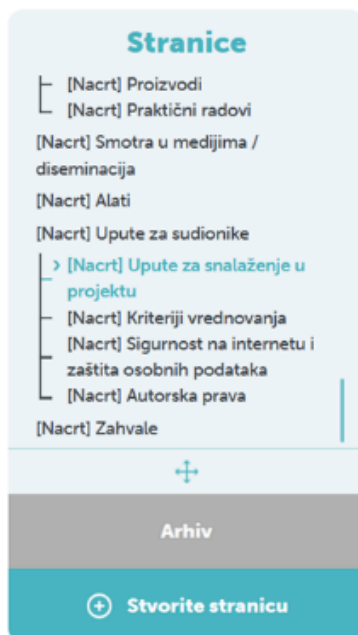 Stranice
[Nacrt] Proizvodi
[Nacrt] Praktični radovi
[Nacrt] Smotra u medijima /
diseminacija
[Nacrt] Alati
[Nacrt] Upute za sudionike
[Nacrt] Upute za snalaženje u
projektu
[Nacrt] Kriteriji vrednovanja
[Nacrt] Sigurnost na internetu i
zaštita osobnih podataka
[Nacrt] Autorska prava
[Nacrt] Zahvale
Arhiv
Stvorite stranicu